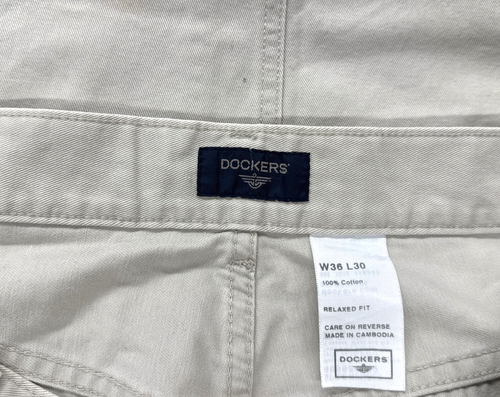 DOCKERS®
W36 L30
100% Cotton
RELAXED FIT
CARE ON REVERSE
MADE IN CAMBODIA
DOCKERS